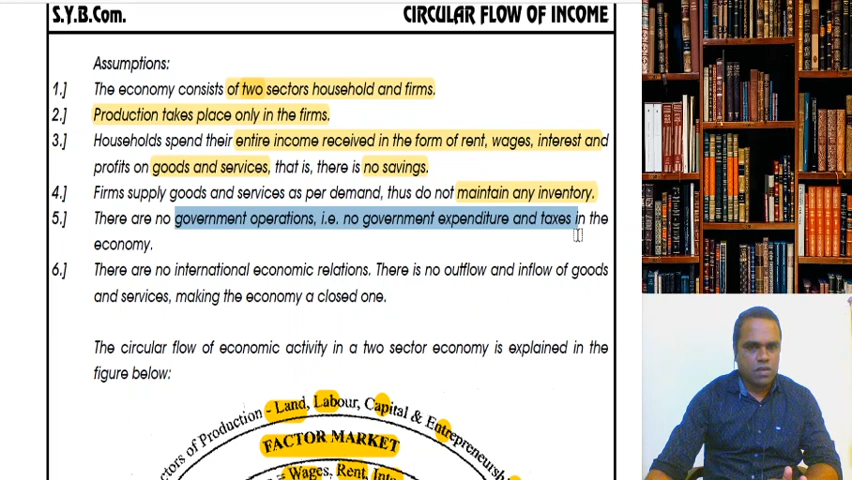 S.Y.B.Com. CIRCULAR FLOW OF INCOME
Assumptions:
1.] The economy consists of two sectors household and firms.
2.] Production takes place only in the firms.
3.] Households spend their entire income received in the form of rent, wages, interest and
profits on goods and services, that is, there is no savings.
4.] Firms supply goods and services as per demand, thus do not maintain any inventory.
5.] There are no government operations, i.e. no government expenditure and taxes in the
economy.
6.] There are no international economic relations. There is no outflow and inflow of goods
and services, making the economy a closed one.
The circular flow of economic activity in a two sector economy is explained in the
figure below:
of Production - Land, Labour, Capital & Entrepreneurship
FACTOR MARKET
= Wages, Rent,